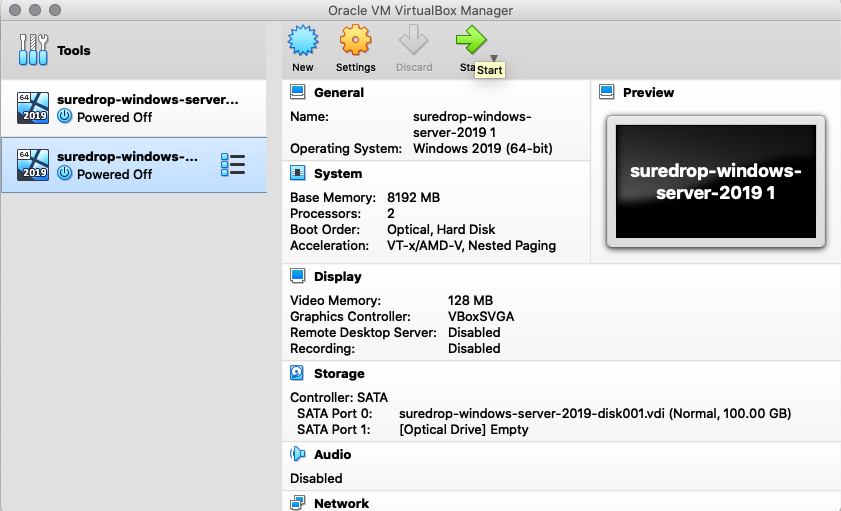 Oracle VM VirtualBox Manager
Tools
New
Settings
Discard
Sta
Start
64
2019
suredrop-windows-server...
Powered Off
64
2019
suredrop-windows-...
Powered Off
General
Name: suredrop-windows-
server-2019 1
Operating System: Windows 2019 (64-bit)
Preview
suredrop-windows-
server-2019 1
System
Base Memory: 8192 MB
Processors: 2
Boot Order: Optical, Hard Disk
Acceleration: VT-x/AMD-V, Nested Paging
Display
Video Memory: 128 MB
Graphics Controller: VBoxSVGA
Remote Desktop Server: Disabled
Recording: Disabled
Storage
Controller: SATA
SATA Port 0: suredrop-windows-server-2019-disk001.vdi (Normal, 100.00 GB)
SATA Port 1: [Optical Drive] Empty
Audio
Disabled
Network